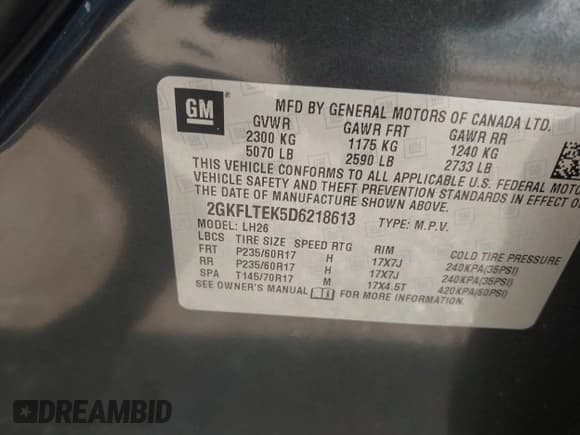 GM ®
MFD BY GENERAL MOTORS OF CANADA LTD.
GVWR GAWR FRT GAWR RR
2300 KG 1175 KG 1240 KG
5070 LB 2590 LB 2733 LB
THIS VEHICLE CONFORMS TO ALL APPLICABLE U.S. FEDERAL MOTOR
VEHICLE SAFETY AND THEFT PREVENTION STANDARDS IN EFFECT
THE DATE OF MANUFACTURE SHOWN ABOVE.
2GKFLTEK5D6218613 TYPE: M.P.V.
MODEL: LH26
LBCS TIRE SIZE SPEED RTG RIM COLD TIRE PRESSURE
FRT P235/60R17 H 17X7J 240KPA(35PSI)
RR P235/60R17 H 17X7J 240KPA(35PSI)
SPA T145/70R17 M 17X4.5T 420KPA(60PSI)
SEE OWNER'S MANUAL FOR MORE INFORMATION
DREAMBID